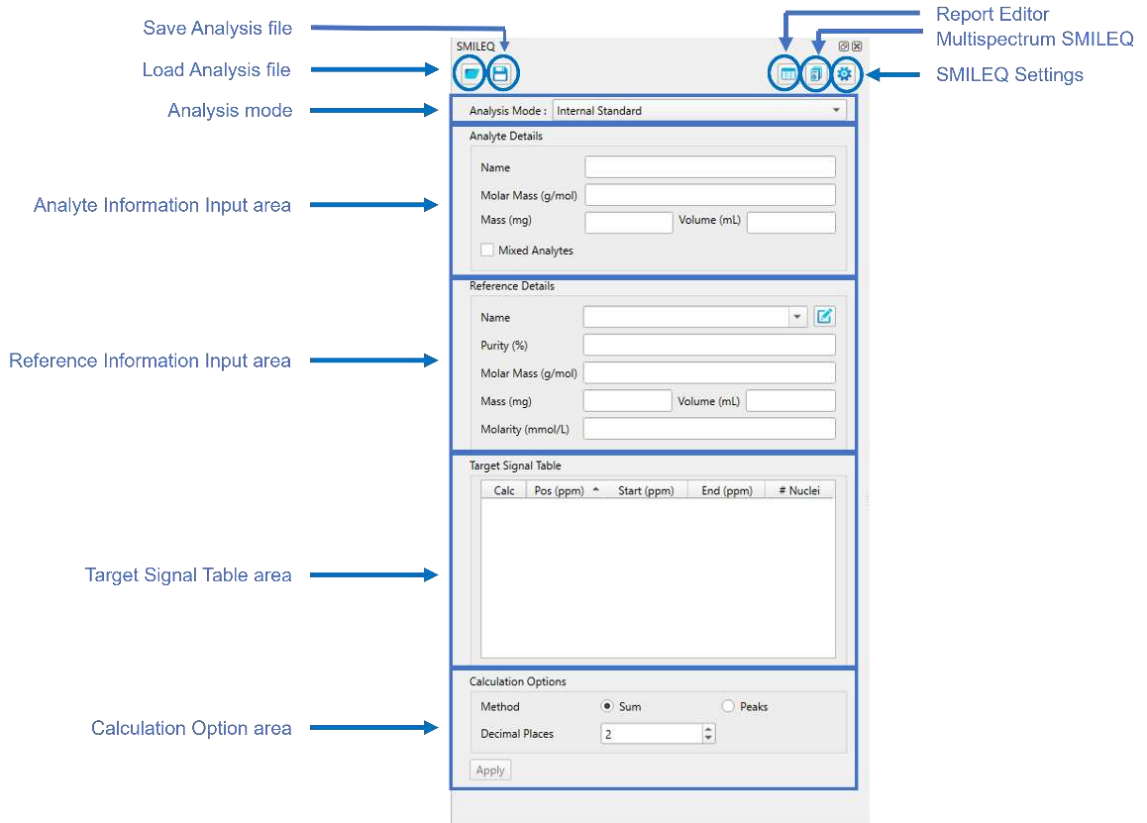 Save Analysis file
Load Analysis file
Analysis mode
Analyte Information Input area
Reference Information Input area
Target Signal Table area
Calculation Option area
Report Editor
Multispectrum SMILEQ
SMILEQ Settings
SMILEQ
Analysis Mode : Internal Standard
Analyte Details
Name
Molar Mass (g/mol)
Mass (mg) Volume (mL)
Mixed Analytes
Reference Details
Name
Purity (%)
Molar Mass (g/mol)
Mass (mg) Volume (mL)
Molarity (mmol/L)
Target Signal Table
Calc Pos (ppm) Start (ppm) End (ppm) # Nuclei
Calculation Options
Method Sum Peaks
Decimal Places 2
Apply